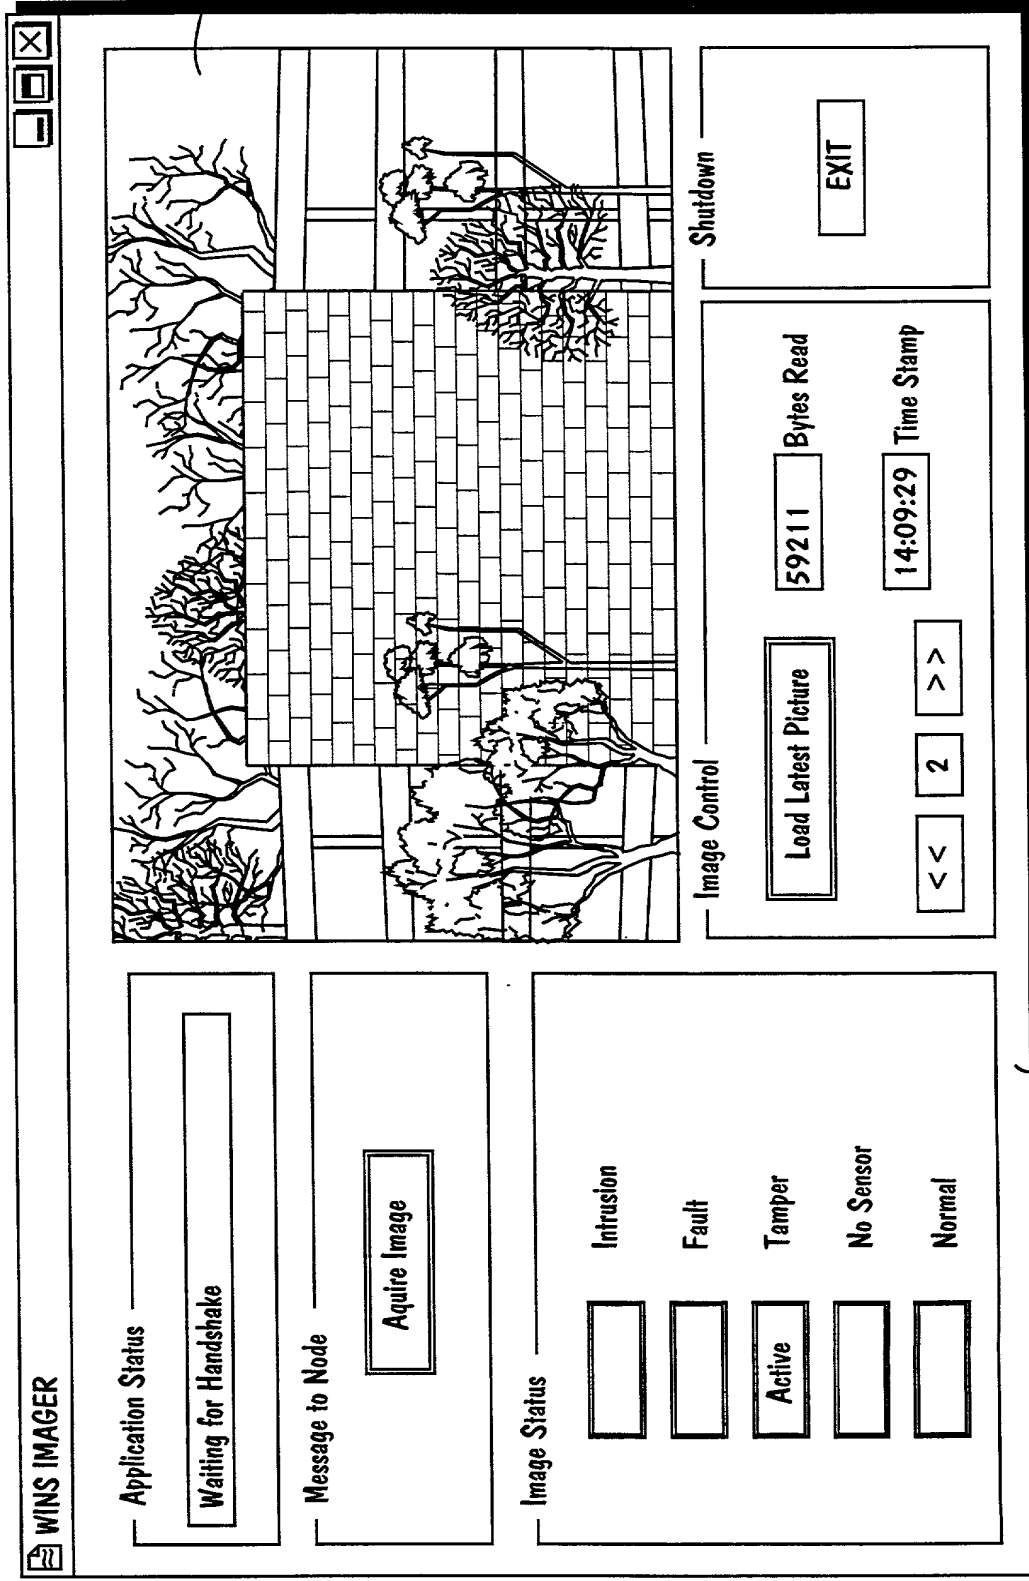 WINS IMAGER
Application Status
Waiting for Handshake
Message to Node
Aquire Image
Image Status
Intrusion
Fault
Active Tamper
No Sensor
Normal
Image Control
Load Latest Picture
59211 Bytes Read
<< 2 >>
14:09:29 Time Stamp
Shutdown
EXIT